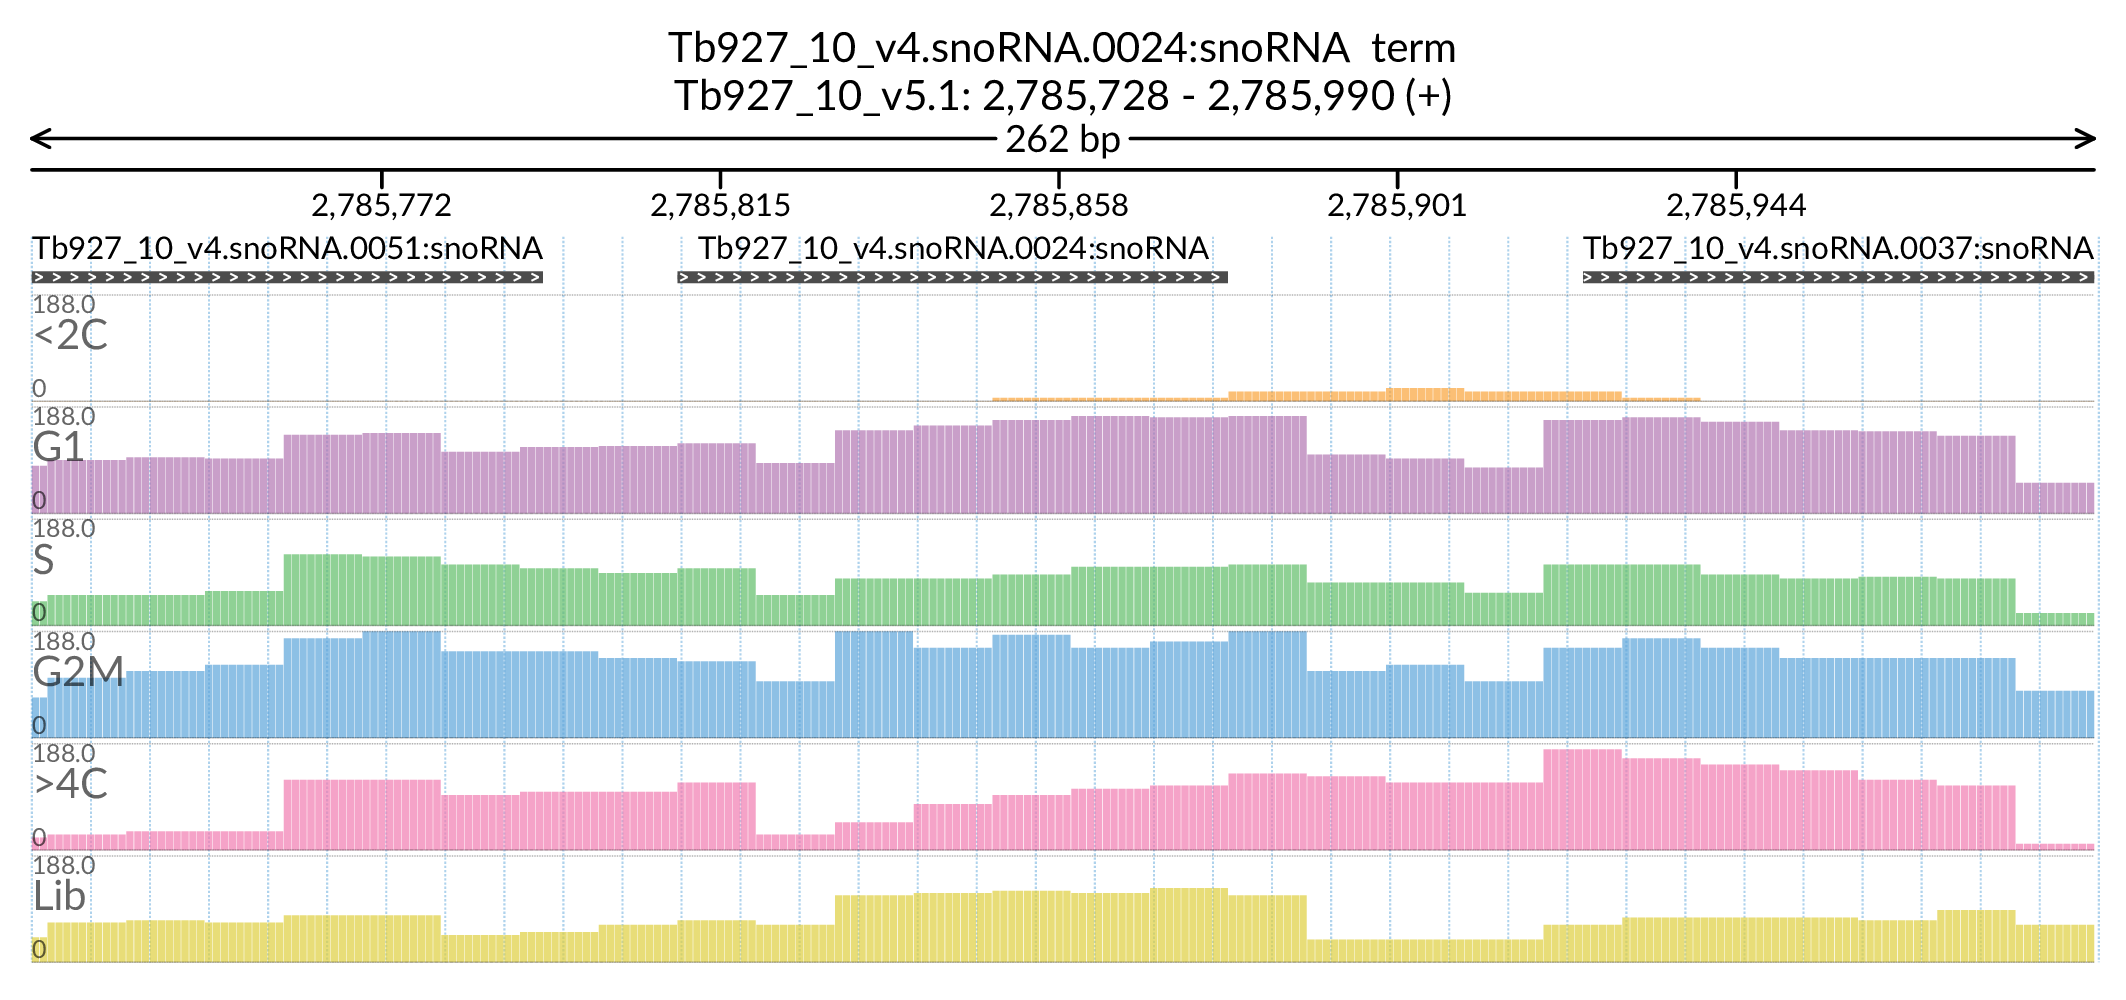 Tb927_10_v4.snoRNA.0024:snoRNA term
Tb927_10_v5.1: 2,785,728 - 2,785,990 (+)
262 bp
2,785,772 2,785,815 2,785,858 2,785,901 2,785,944
Tb927_10_v4.snoRNA.0051:snoRNA Tb927_10_v4.snoRNA.0024:snoRNA Tb927_10_v4.snoRNA.0037:snoRNA
188.0
<2C
0
188.0
G1
0
188.0
S
0
188.0
G2M
0
188.0
>4C
0
188.0
Lib
0